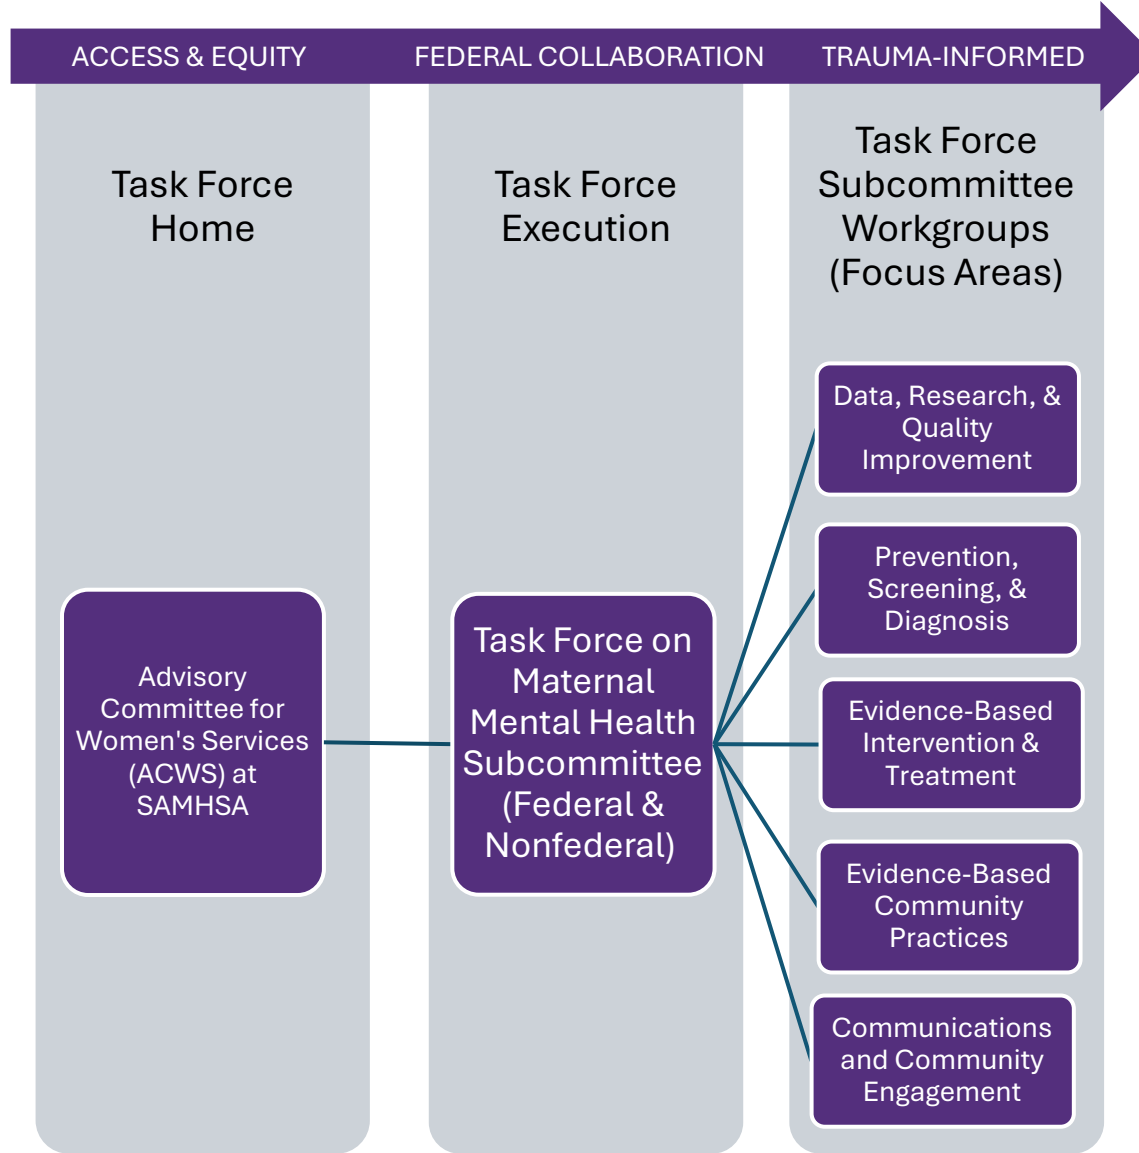 ACCESS & EQUITY
FEDERAL COLLABORATION
TRAUMA-INFORMED
Task Force
Home
Task Force
Execution
Task Force
Subcommittee
Workgroups
(Focus Areas)
Advisory
Committee for
Women's Services
(ACWS) at
SAMHSA
Task Force on
Maternal
Mental Health
Subcommittee
(Federal &
Nonfederal)
Data, Research, &
Quality
Improvement
Prevention,
Screening, &
Diagnosis
Evidence-Based
Intervention &
Treatment
Evidence-Based
Community
Practices
Communications
and Community
Engagement